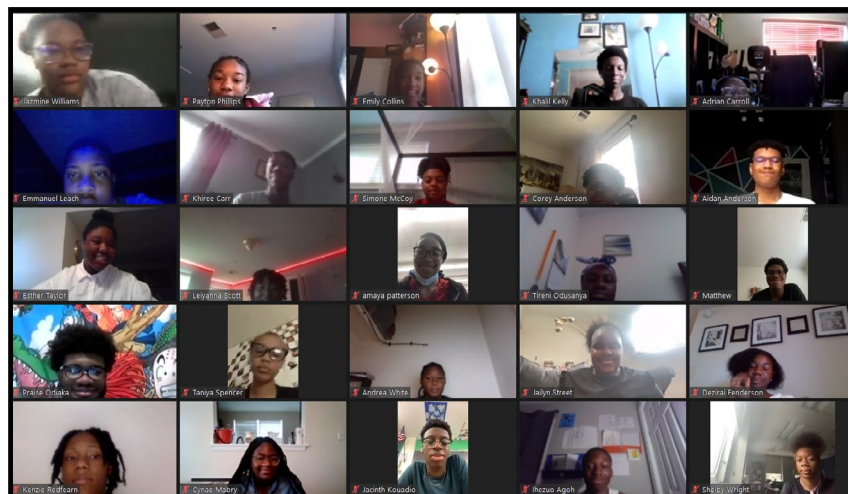 Jazmine Williams
Payton Phillips
Emily Collins
Khalil Kelly
Adrian Carroll
Emmanuel Leach
Khiree Carr
Simone McCoy
Corey Anderson
Aidan Anderson
Esther Taylor
Leiyanna Scott
amaya patterson
Tireni Odusanya
Matthew
Praise Odiaka
Taniya Spencer
Andrea White
Jailyn Street
Dezirai Fenderson
Kenzie Redfearn
Cynae Mabry
Jacinth Kouadio
Ihezuo Agoh
Shelby Wright